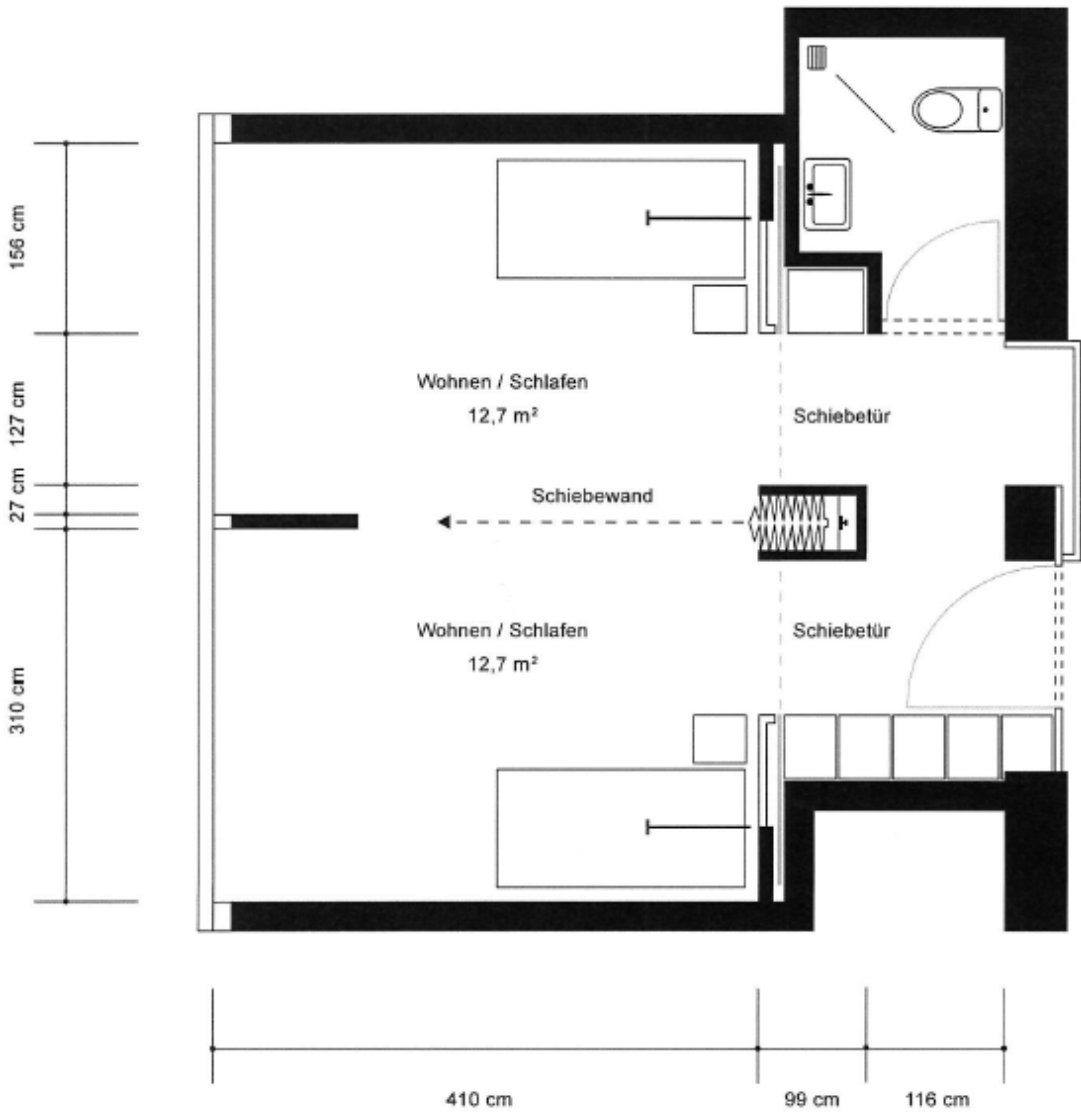 156 cm
127 cm
27 cm
310 cm
Wohnen / Schlafen
12,7 m²
Schiebetür
Schiebewand
Wohnen / Schlafen
12,7 m²
Schiebetür
410 cm
99 cm
116 cm